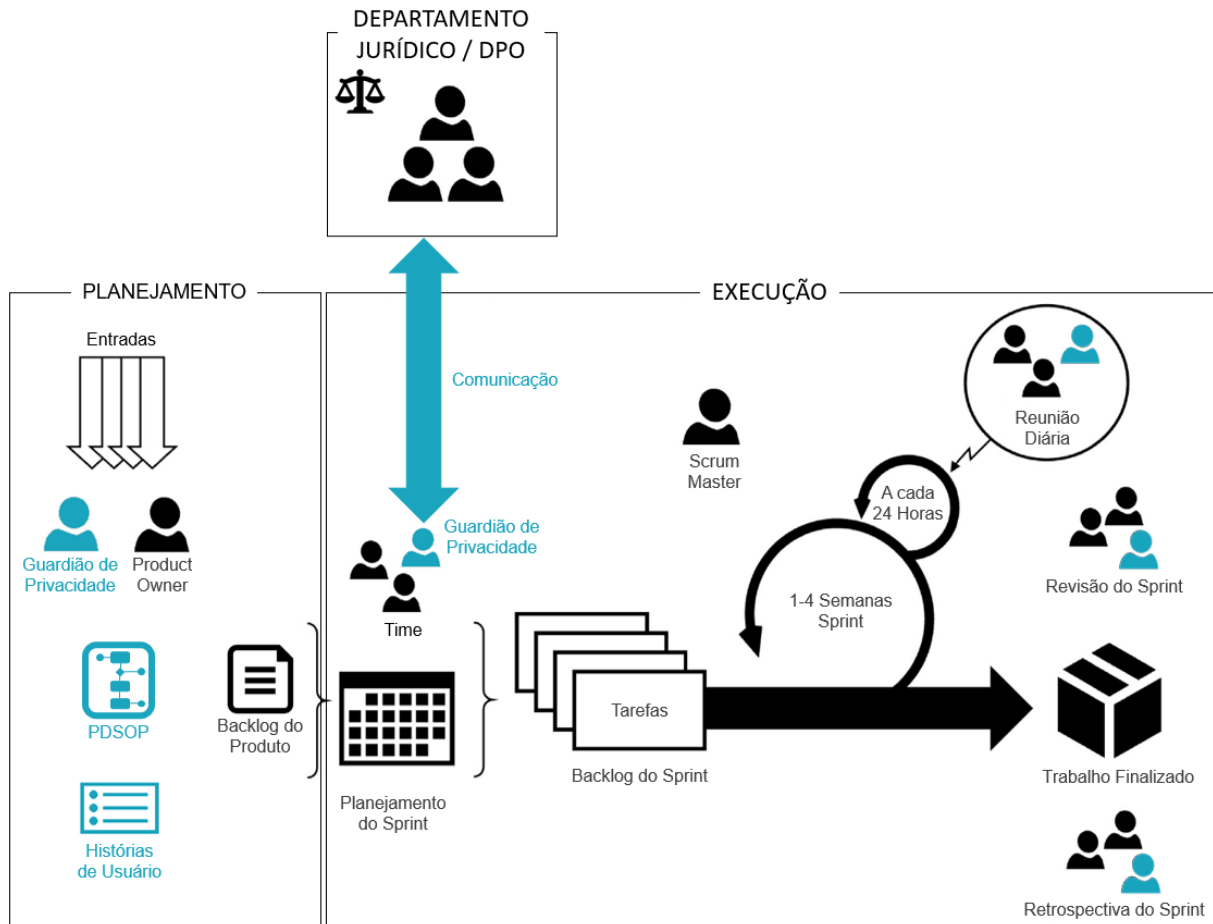 DEPARTAMENTO
JURÍDICO / DPO
PLANEJAMENTO
Entradas
Guardião de
Privacidade
Product
Owner
PDSOP
Histórias
de Usuário
Backlog do
Produto
EXECUÇÃO
Comunicação
Guardião de
Privacidade
Time
Planejamento
do Sprint
Tarefas
Backlog do Sprint
Scrum
Master
1-4 Semanas
Sprint
A cada
24 Horas
Reunião
Diária
Revisão do Sprint
Trabalho Finalizado
Retrospectiva do Sprint